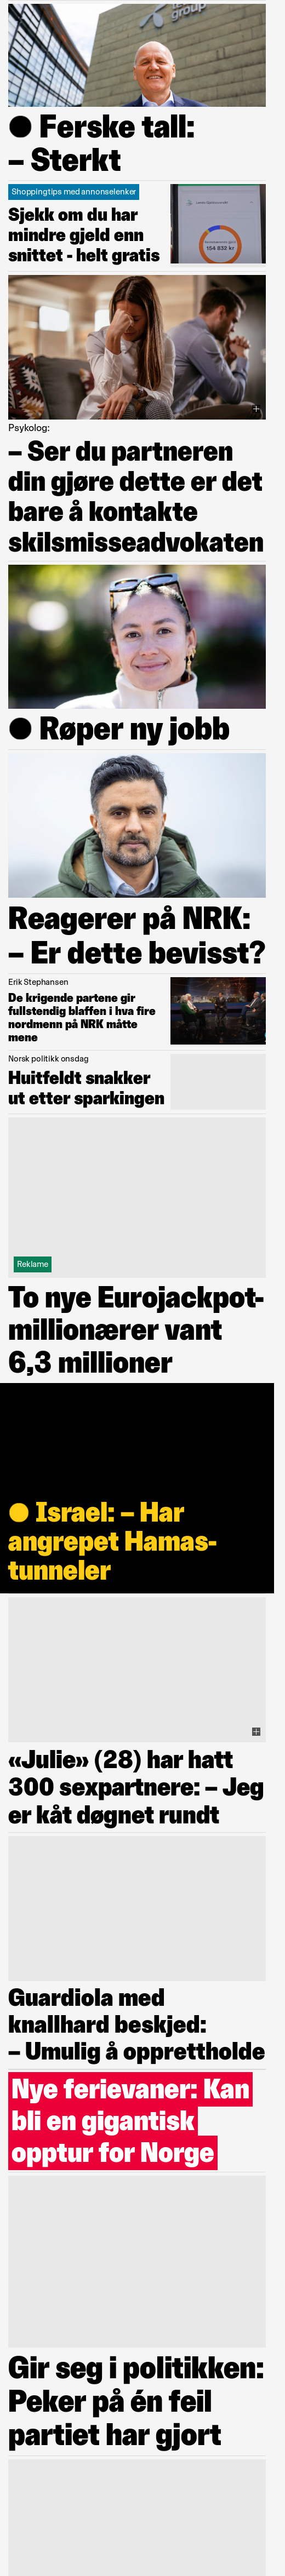 group
● Ferske tall:
– Sterkt
Shoppingtips med annonselenker
Sjekk om du har
mindre gjeld enn
snittet - helt gratis
154 832 kr
Psykolog:
– Ser du partneren
din gjøre dette er det
bare å kontakte
skilsmisseadvokaten
● Røper ny jobb
Reagerer på NRK:
– Er dette bevisst?
Erik Stephansen
De krigende partene gir
fullstendig blaffen i hva fire
nordmenn på NRK måtte
mene
Norsk politikk onsdag
Huitfeldt snakker
ut etter sparkingen
Reklame
To nye Eurojackpot-
millionærer vant
6,3 millioner
● Israel: – Har
angrepet Hamas-
tunneler
«Julie» (28) har hatt
300 sexpartnere: – Jeg
er kåt døgnet rundt
Guardiola med
knallhard beskjed:
– Umulig å opprettholde
Nye ferievaner: Kan
bli en gigantisk
opptur for Norge
Gir seg i politikken:
Peker på én feil
partiet har gjort